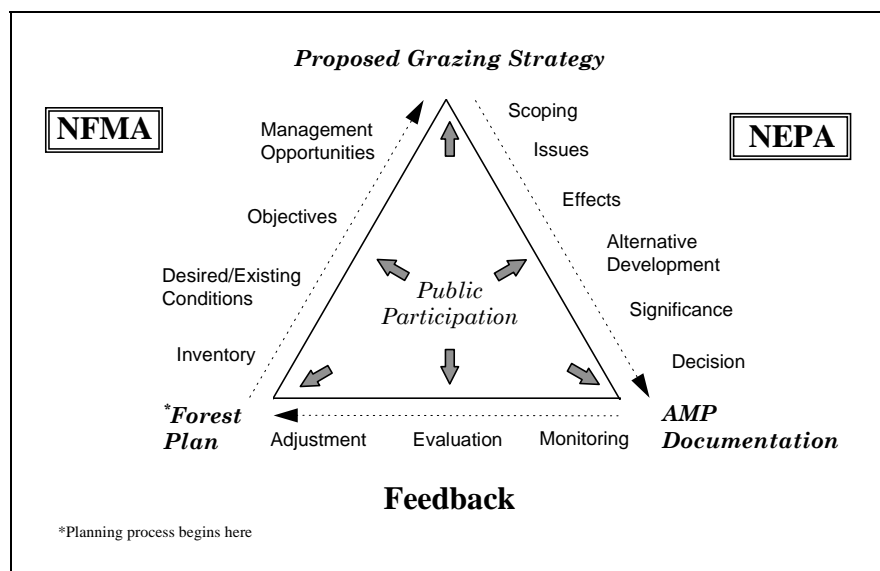 Proposed Grazing Strategy
NFMA
NEPA
Management
Opportunities
Objectives
Desired/Existing
Conditions
Inventory
Scoping
Issues
Effects
Alternative
Development
Significance
Decision
Public
Participation
*Forest
Plan
Adjustment
Evaluation
Monitoring
AMP
Documentation
Feedback
*Planning process begins here